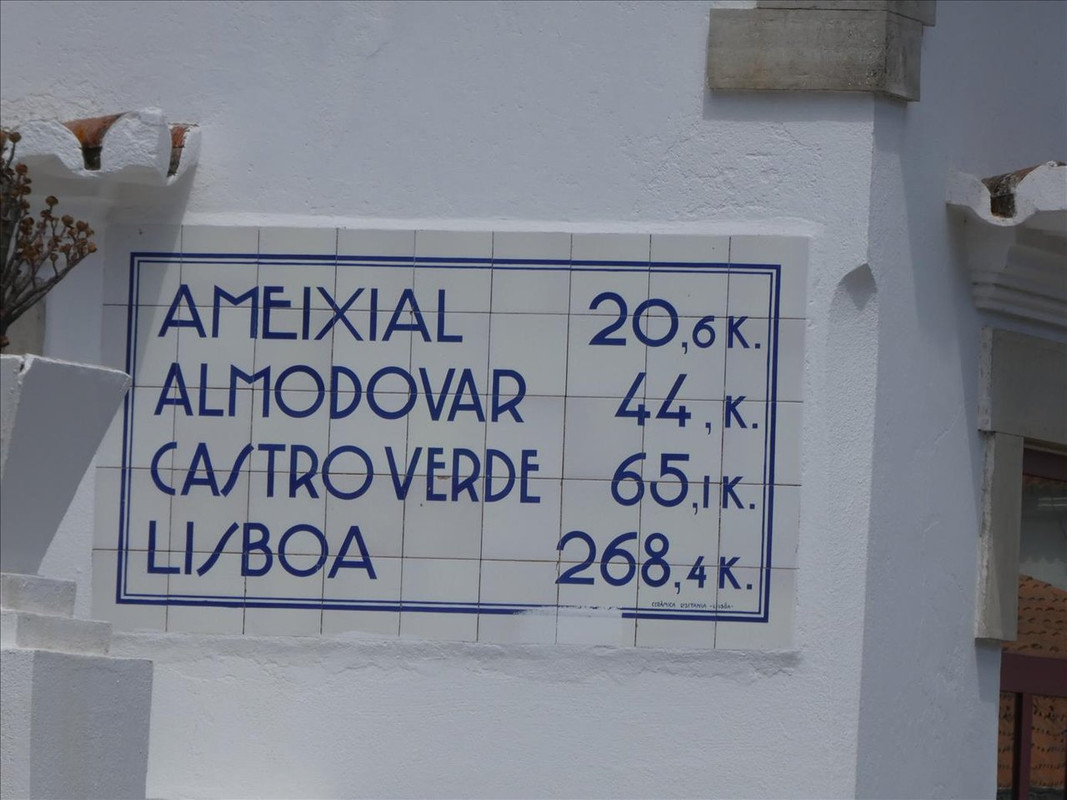 AMEIXIAL 20,6 K.
ALMODOVAR 44, K.
CASTRO VERDE 65,1 K.
LISBOA 268,4 K.